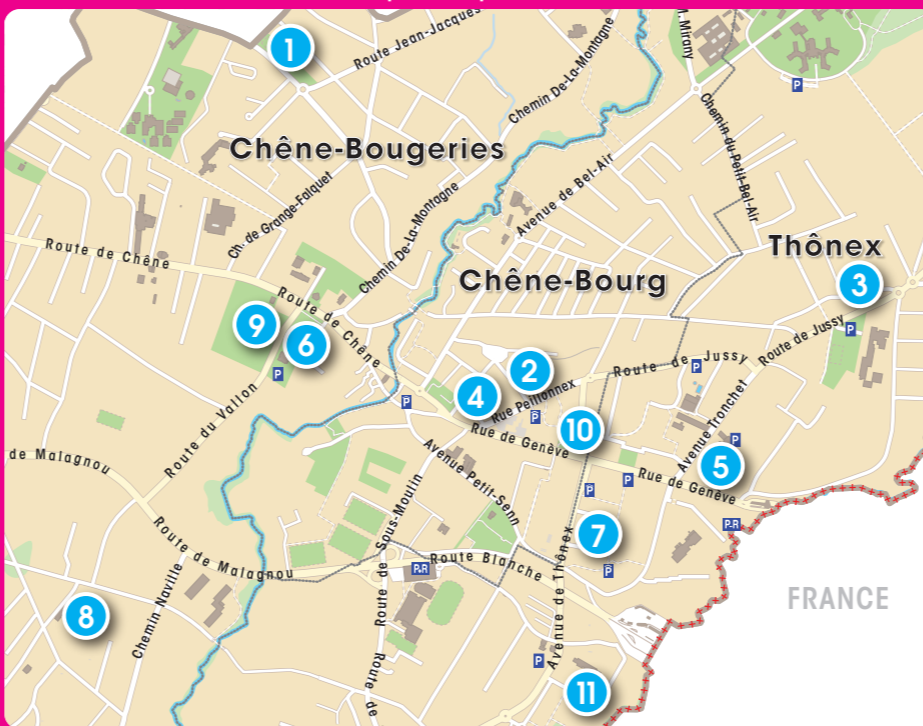 1
Route Jean-Jacques
M. Mirany
P
Chemin De-La-Montagne
Chêne-Bougeries
Ch. de Grange-Falquet
Chemin De-La-Montagne
Avenue de Bel-Air
Chemin du Petit-Bel-Air
Route de Chêne
Thônex
Chêne-Bourg
3
Route de Chêne
9
6
P
Route de Jussy
P
Route de Jussy
P
2
Rue Peillonnex
4
P
P
10
Rue de Genève
Route du Vallon
Avenue Tronchet
P
5
Rue de Genève
P
P
P+R
de Malagnou
Avenue Petit-Senn
Route de Sous-Moulin
7
P
Route de Malagnou
P+R
Route Blanche
Avenue de Thônex
FRANCE
8
Chemin Naville
Route de
P
11